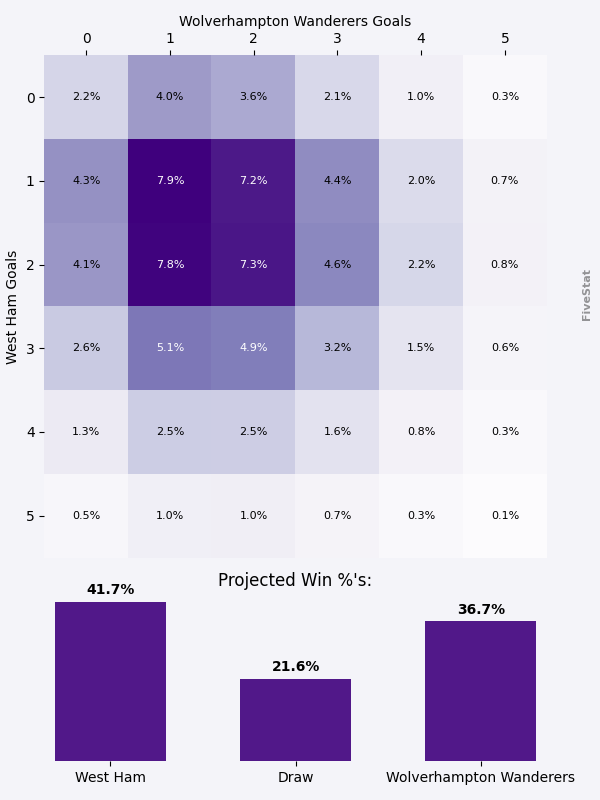 Wolverhampton Wanderers Goals
0 1 2 3 4 5
0 2.2% 4.0% 3.6% 2.1% 1.0% 0.3%
1 4.3% 7.9% 7.2% 4.4% 2.0% 0.7%
2 4.1% 7.8% 7.3% 4.6% 2.2% 0.8%
3 2.6% 5.1% 4.9% 3.2% 1.5% 0.6%
4 1.3% 2.5% 2.5% 1.6% 0.8% 0.3%
5 0.5% 1.0% 1.0% 0.7% 0.3% 0.1%
West Ham Goals
FiveStat
Projected Win %'s:
41.7% 21.6% 36.7%
West Ham Draw Wolverhampton Wanderers